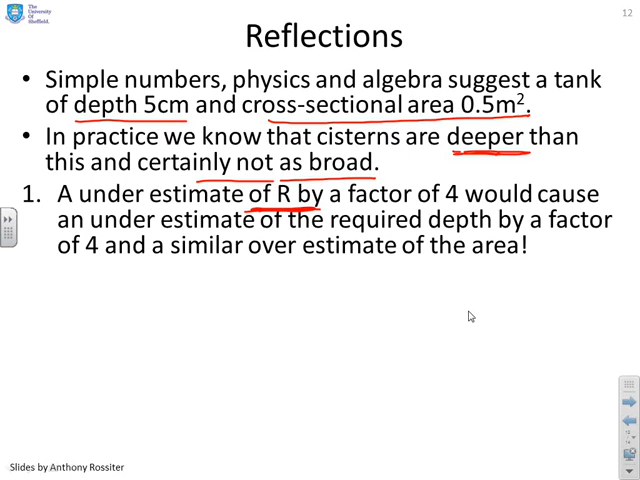 The
University
Of
Sheffield.
12
Reflections
• Simple numbers, physics and algebra suggest a tank
of depth 5cm and cross-sectional area 0.5m².
• In practice we know that cisterns are deeper than
this and certainly not as broad.
1. A under estimate of R by a factor of 4 would cause
an under estimate of the required depth by a factor
of 4 and a similar over estimate of the area!
Slides by Anthony Rossiter